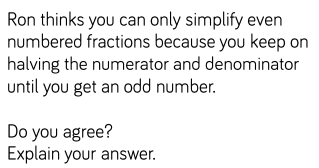 Ron thinks you can only simplify even
numbered fractions because you keep on
halving the numerator and denominator
until you get an odd number.
Do you agree?
Explain your answer.